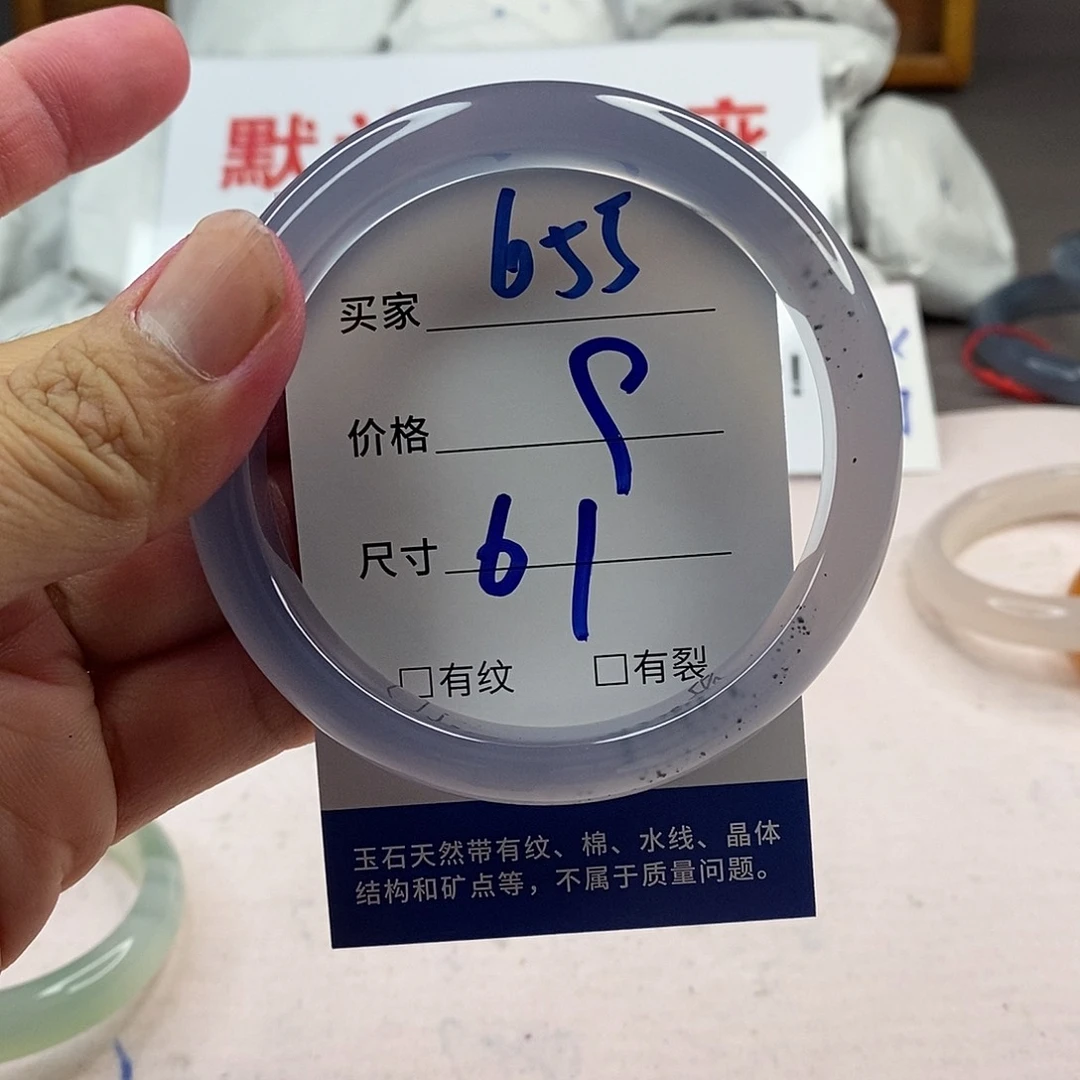 默
买家 655
价格
尺寸 61
□有纹 □有裂
!
玉石天然带有纹、棉、水线、晶体
结构和矿点等，不属于质量问题。